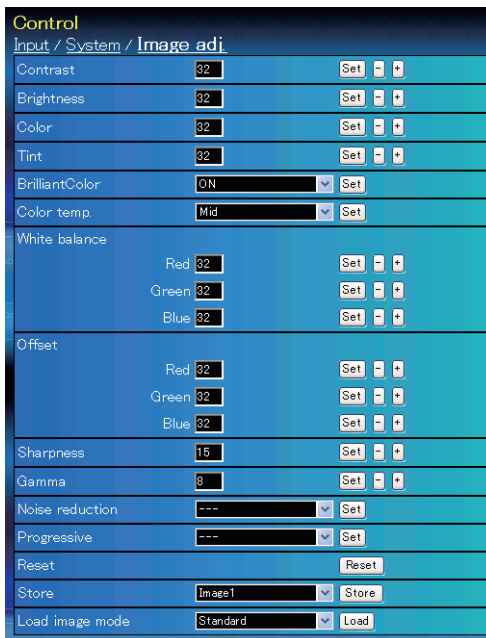 Control
Input / System / Image adj
Contrast 32 Set - +
Brightness 32 Set - +
Color 32 Set - +
Tint 32 Set - +
BrilliantColor ON Set
Color temp. Mid Set
White balance
Red 32 Set - +
Green 32 Set - +
Blue 32 Set - +
Offset
Red 32 Set - +
Green 32 Set - +
Blue 32 Set - +
Sharpness 15 Set - +
Gamma 8 Set - +
Noise reduction --- Set
Progressive --- Set
Reset Reset
Store Image1 Store
Load image mode Standard Load